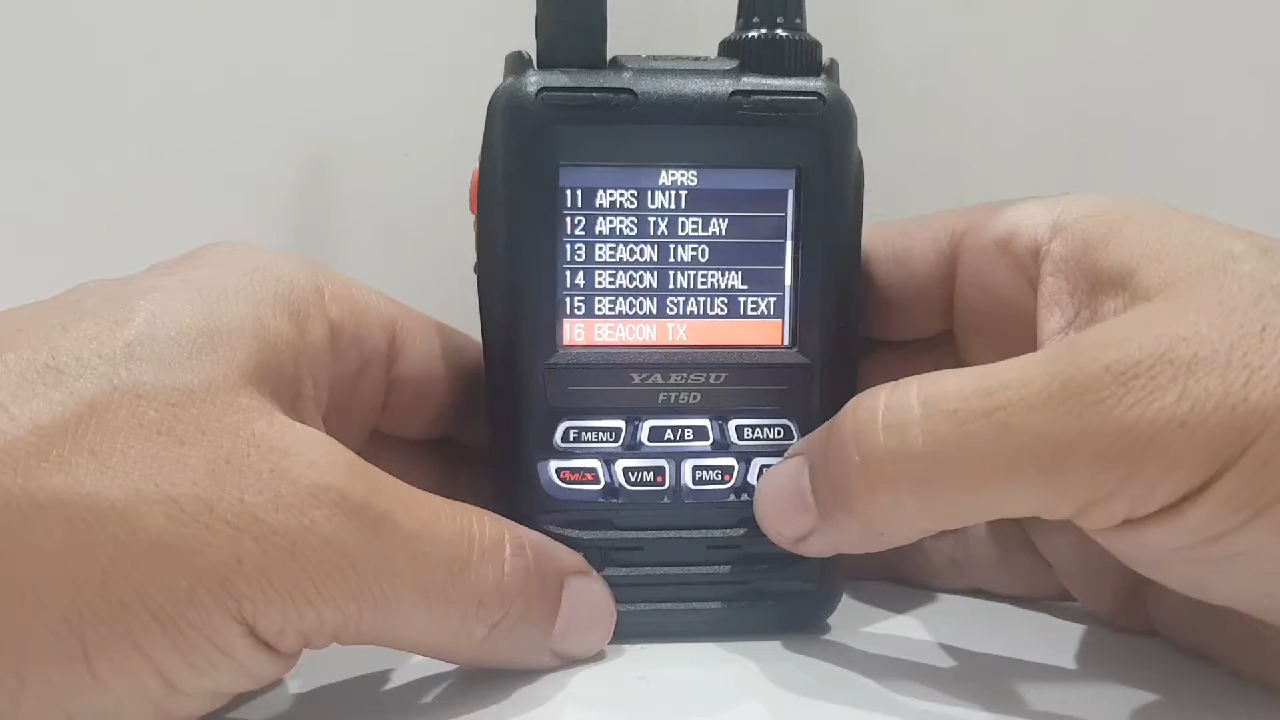 APRS
11 APRS UNIT
12 APRS TX DELAY
13 BEACON INFO
14 BEACON INTERVAL
15 BEACON STATUS TEXT
16 BEACON TX
YAESU
FT5D
F MENU A/B BAND
GM/X V/M PMG